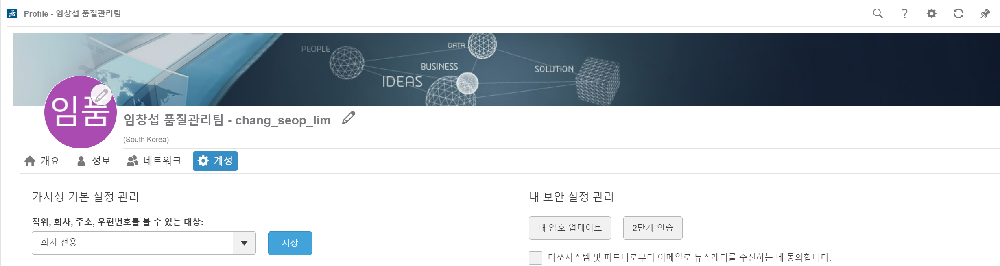 Profile - 임창섭 품질관리팀
PEOPLE
DATA
BUSINESS
IDEAS
SOLUTION
임품
임창섭 품질관리팀 - chang_seop_lim
(South Korea)
개요 정보 네트워크 계정
가시성 기본 설정 관리
직위, 회사, 주소, 우편번호를 볼 수 있는 대상:
회사 전용 저장
내 보안 설정 관리
내 암호 업데이트 2단계 인증
다쏘시스템 및 파트너로부터 이메일로 뉴스레터를 수신하는 데 동의합니다.